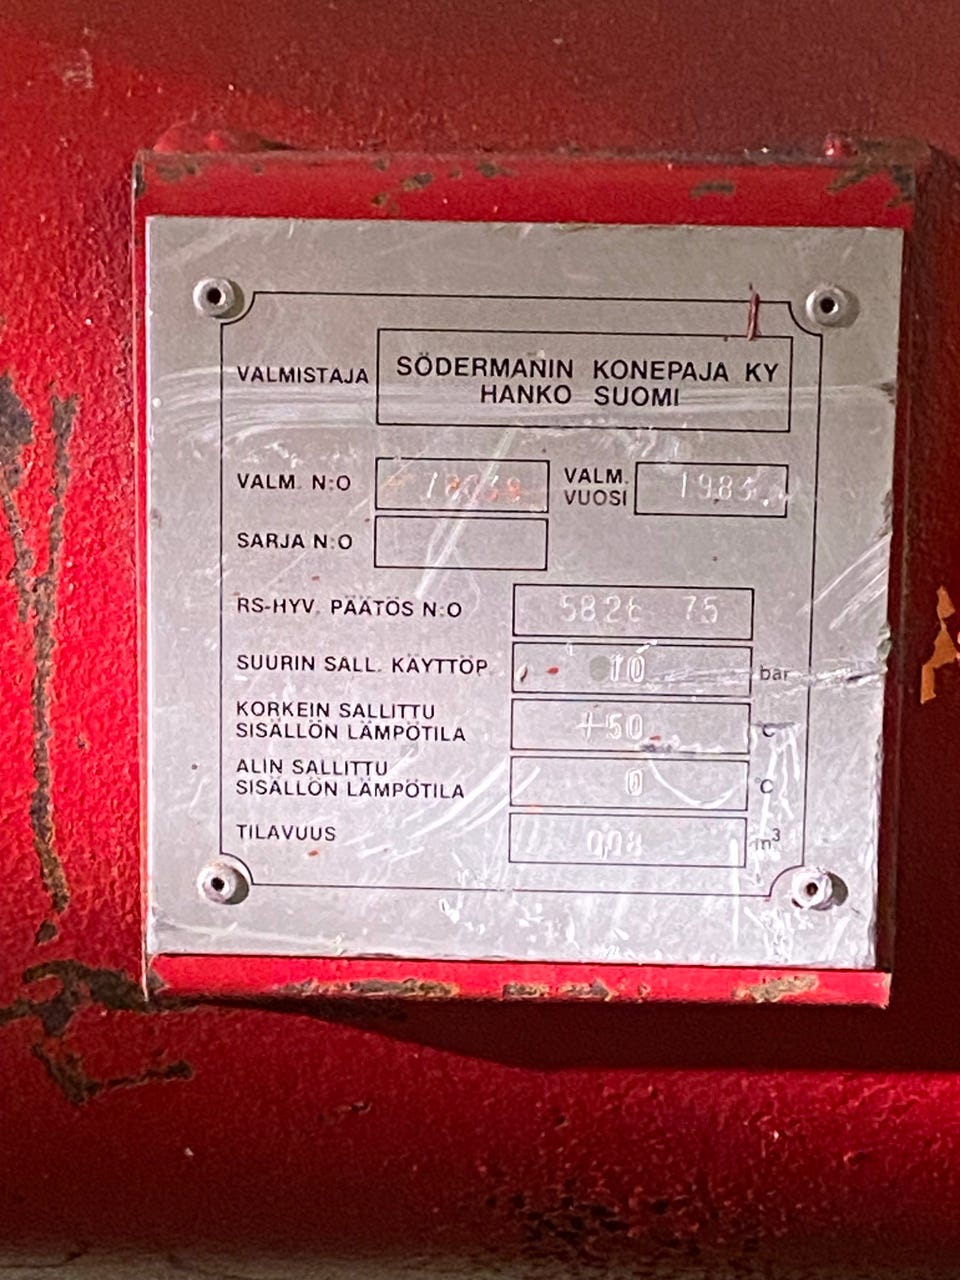 VALMISTAJA
SÖDERMANIN KONEPAJA KY
HANKO SUOMI
VALM. N:O
VALM.
VUOSI
SARJA N:O
RS-HYV. PÄÄTÖS N:O 75
SUURIN SALL. KÄYTTÖP. 10 bar
KORKEIN SALLITTU
SISÄLLÖN LÄMPÖTILA +50 °C
ALIN SALLITTU
SISÄLLÖN LÄMPÖTILA 0 °C
TILAVUUS 0,08 m³